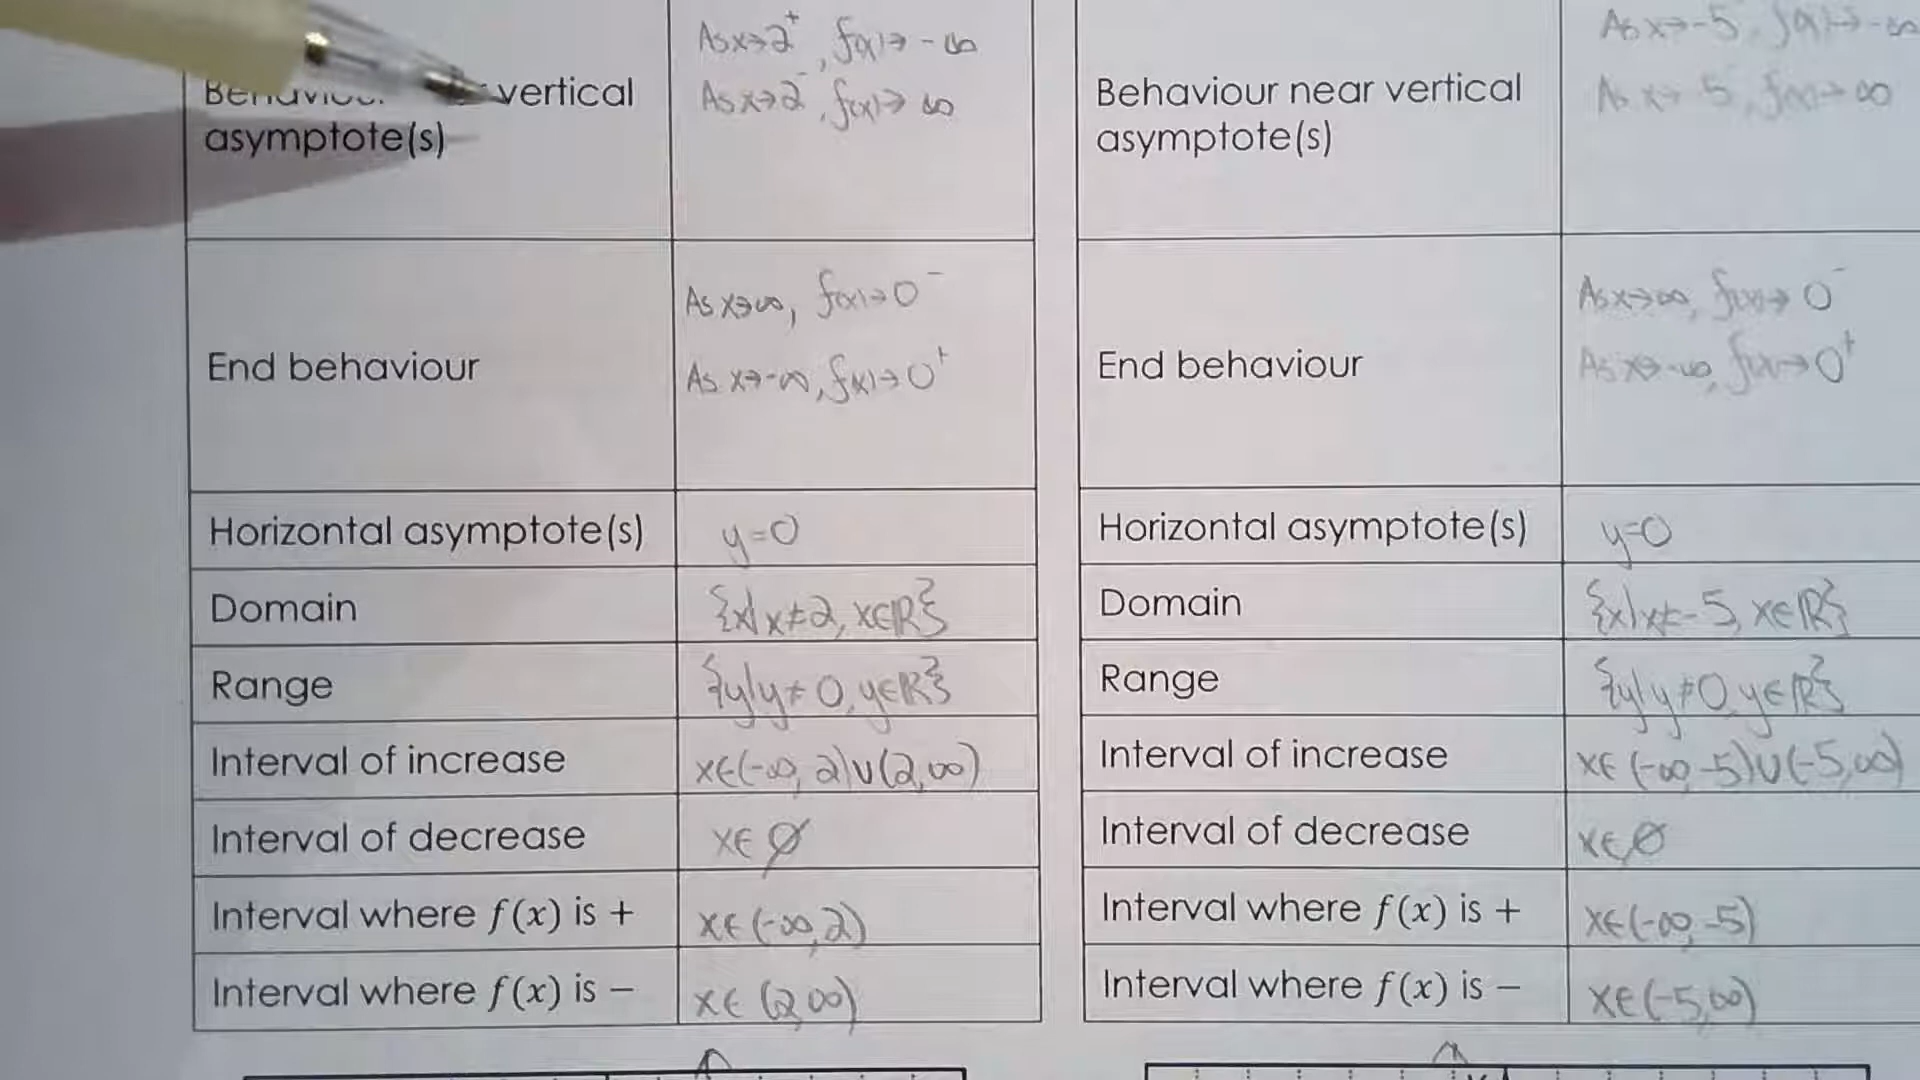 As x→2⁺, f(x)→ -∞
Behaviour vertical As x→2⁻, f(x)→ ∞
asymptote(s)
End behaviour
As x→∞, f(x)→0⁻
As x→-∞, f(x)→0⁺
Horizontal asymptote(s) y=0
Domain {x|x≠2, x∈ℝ}
Range {y|y≠0, y∈ℝ}
Interval of increase x∈(-∞, 2)∪(2,∞)
Interval of decrease x∈∅
Interval where f(x) is + x∈(-∞,2)
Interval where f(x) is − x∈(2,∞)
As x→-5, f(x)→-∞
Behaviour near vertical As x→-5, f(x)→∞
asymptote(s)
End behaviour
As x→∞, f(x)→0⁻
As x→-∞, f(x)→0⁺
Horizontal asymptote(s) y=0
Domain {x|x≠-5, x∈ℝ}
Range {y|y≠0, y∈ℝ}
Interval of increase x∈(-∞,-5)∪(-5,∞)
Interval of decrease x∈∅
Interval where f(x) is + x∈(-∞,-5)
Interval where f(x) is − x∈(-5,∞)